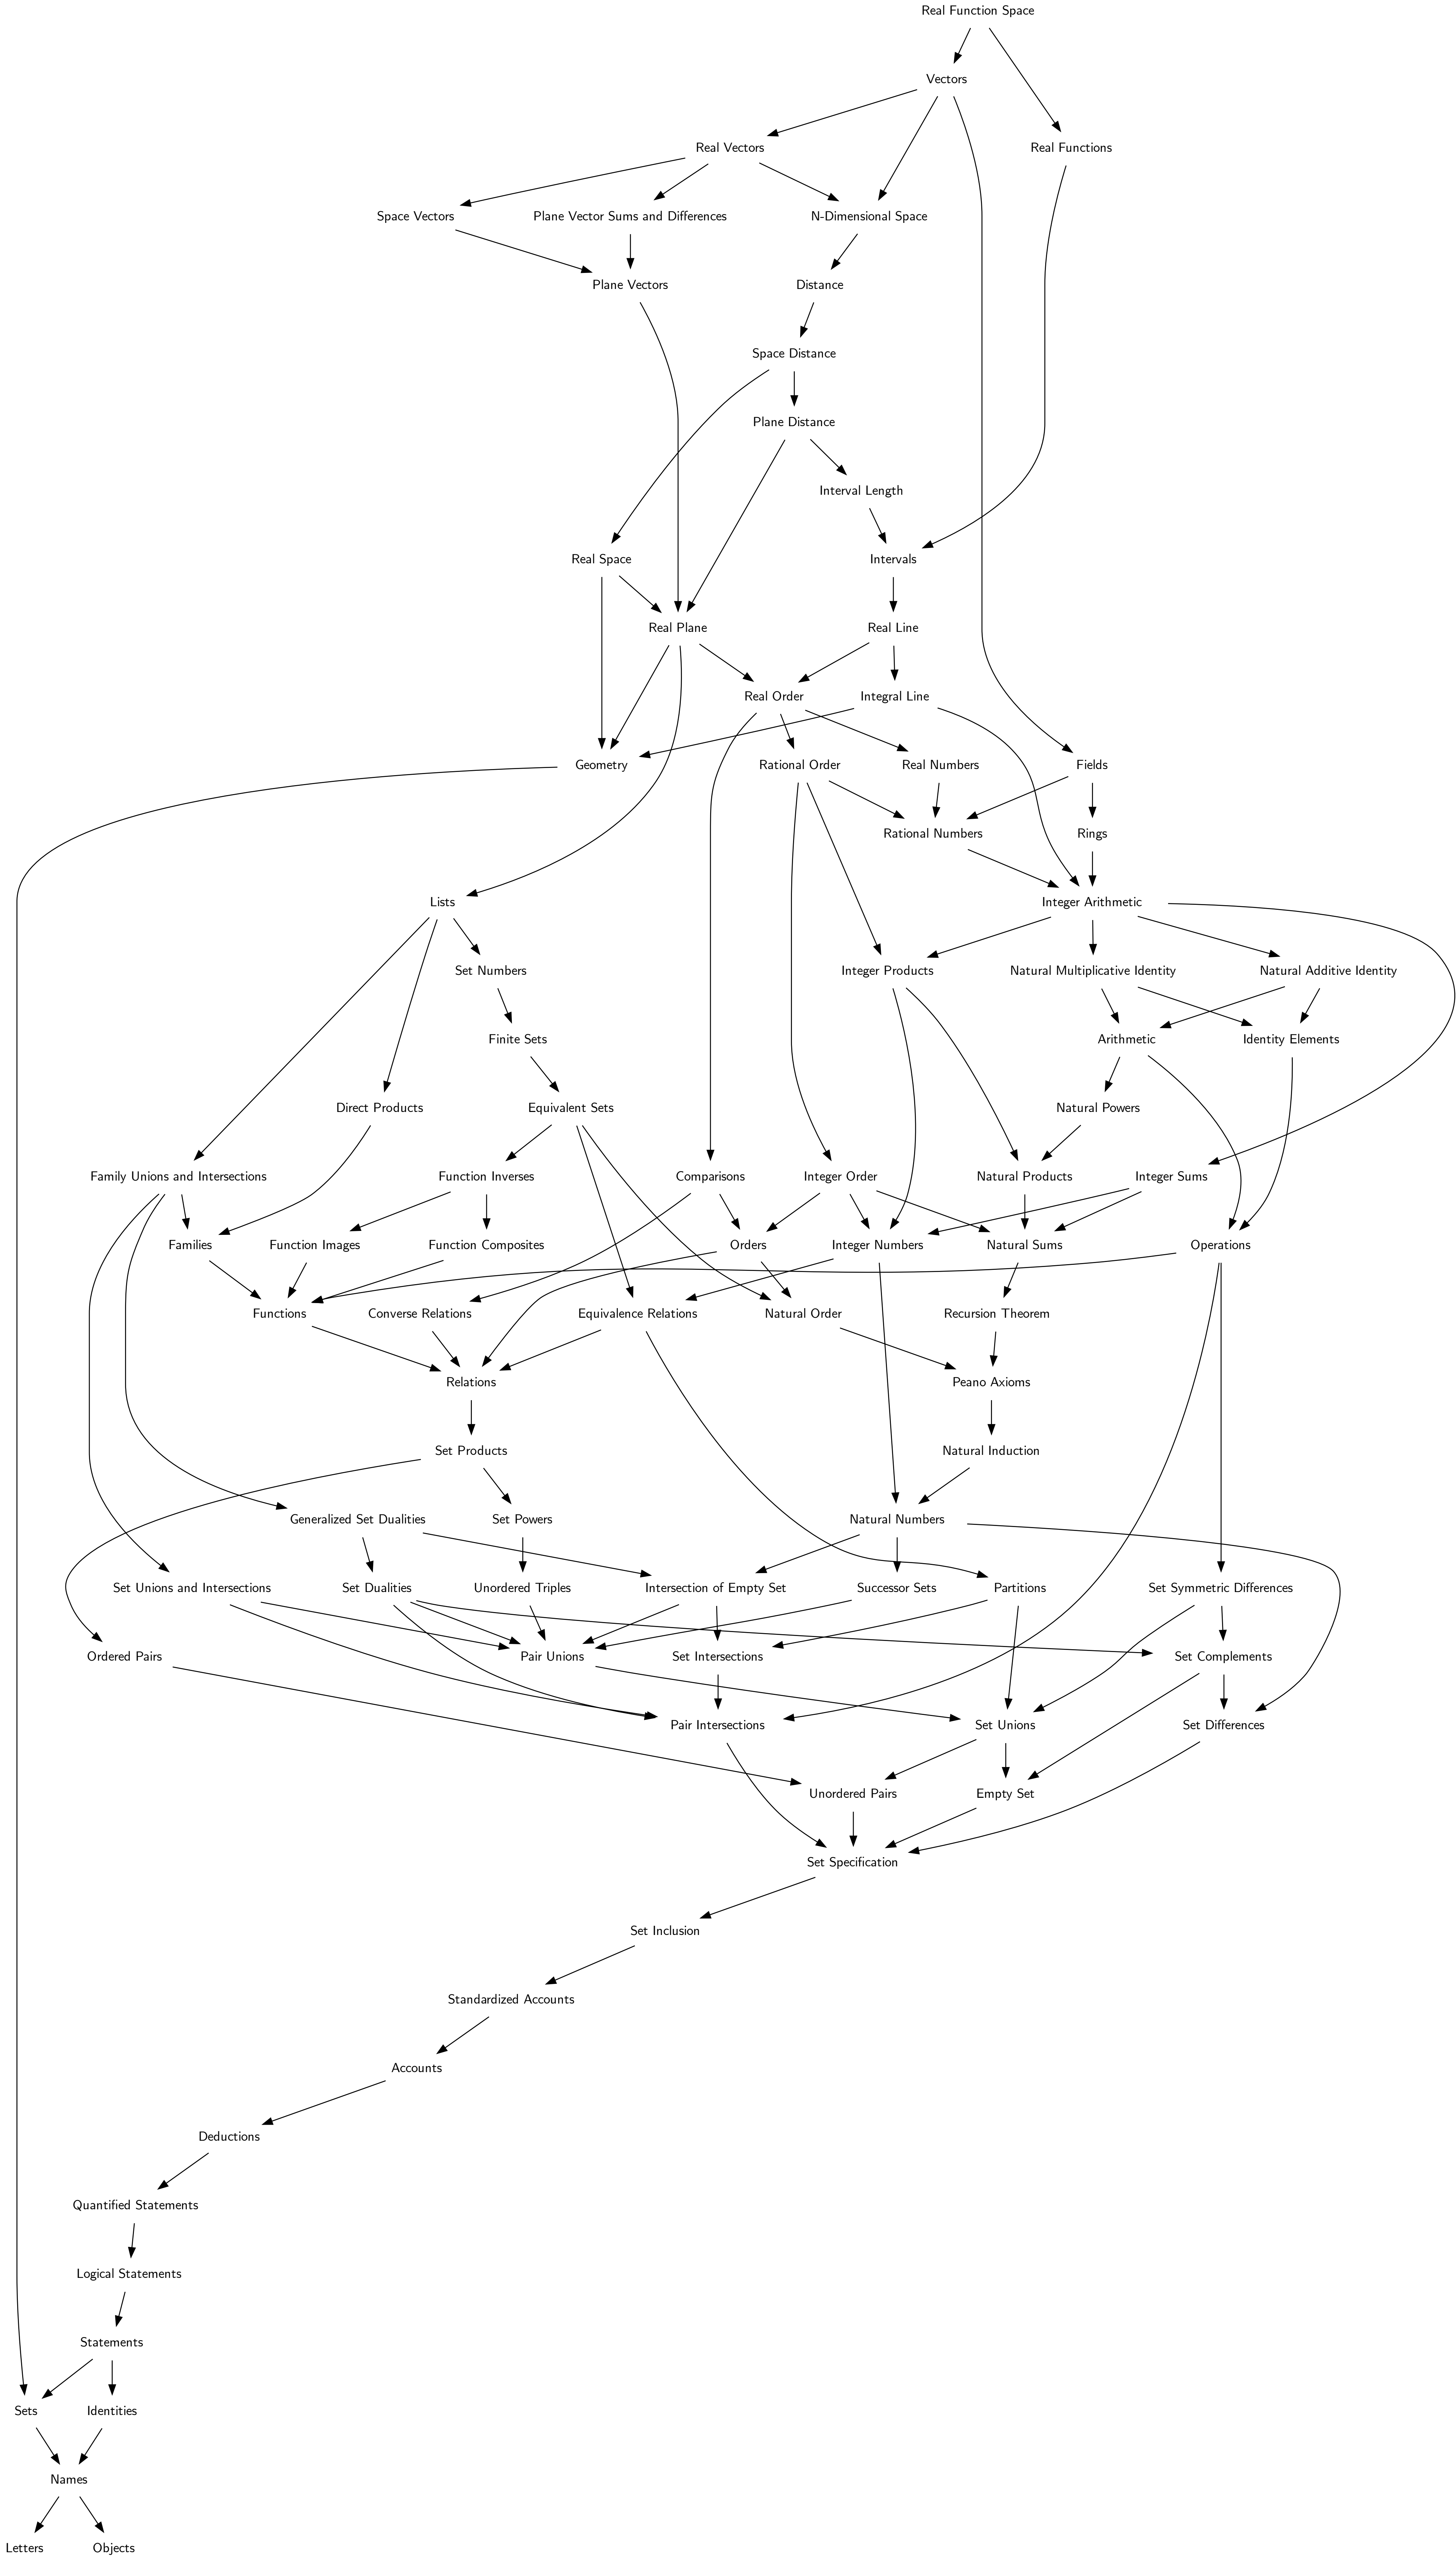 Real Function Space
Vectors
Real Vectors
Real Functions
Space Vectors
Plane Vector Sums and Differences
N-Dimensional Space
Plane Vectors
Distance
Space Distance
Plane Distance
Interval Length
Real Space
Intervals
Real Plane
Real Line
Real Order
Integral Line
Geometry
Rational Order
Real Numbers
Fields
Rational Numbers
Rings
Lists
Integer Arithmetic
Set Numbers
Integer Products
Natural Multiplicative Identity
Natural Additive Identity
Finite Sets
Arithmetic
Identity Elements
Direct Products
Equivalent Sets
Natural Powers
Family Unions and Intersections
Function Inverses
Comparisons
Integer Order
Natural Products
Integer Sums
Families
Function Images
Function Composites
Orders
Integer Numbers
Natural Sums
Operations
Functions
Converse Relations
Equivalence Relations
Natural Order
Recursion Theorem
Relations
Peano Axioms
Set Products
Natural Induction
Generalized Set Dualities
Set Powers
Natural Numbers
Set Unions and Intersections
Set Dualities
Unordered Triples
Intersection of Empty Set
Successor Sets
Partitions
Set Symmetric Differences
Ordered Pairs
Pair Unions
Set Intersections
Set Complements
Pair Intersections
Set Unions
Set Differences
Unordered Pairs
Empty Set
Set Specification
Set Inclusion
Standardized Accounts
Accounts
Deductions
Quantified Statements
Logical Statements
Statements
Sets
Identities
Names
Letters
Objects